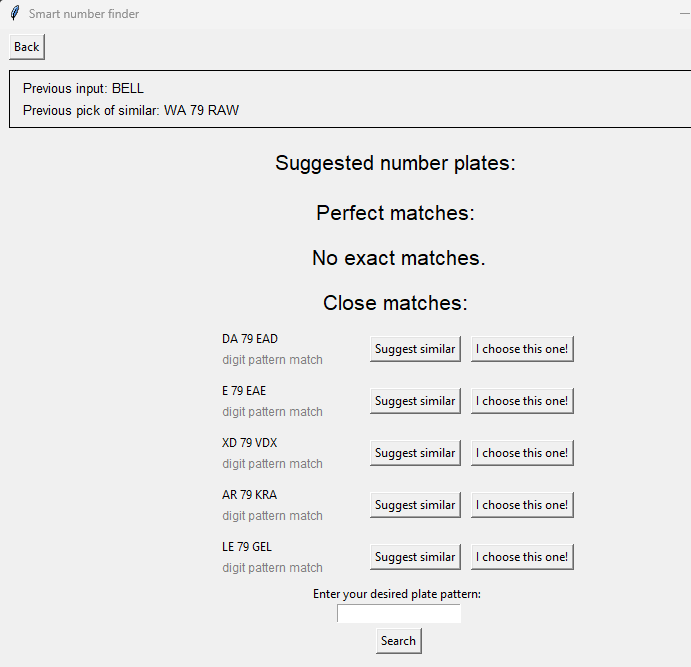 Smart number finder
Back
Previous input: BELL
Previous pick of similar: WA 79 RAW
Suggested number plates:
Perfect matches:
No exact matches.
Close matches:
DA 79 EAD
digit pattern match
Suggest similar
I choose this one!
E 79 EAE
digit pattern match
Suggest similar
I choose this one!
XD 79 VDX
digit pattern match
Suggest similar
I choose this one!
AR 79 KRA
digit pattern match
Suggest similar
I choose this one!
LE 79 GEL
digit pattern match
Suggest similar
I choose this one!
Enter your desired plate pattern:
Search